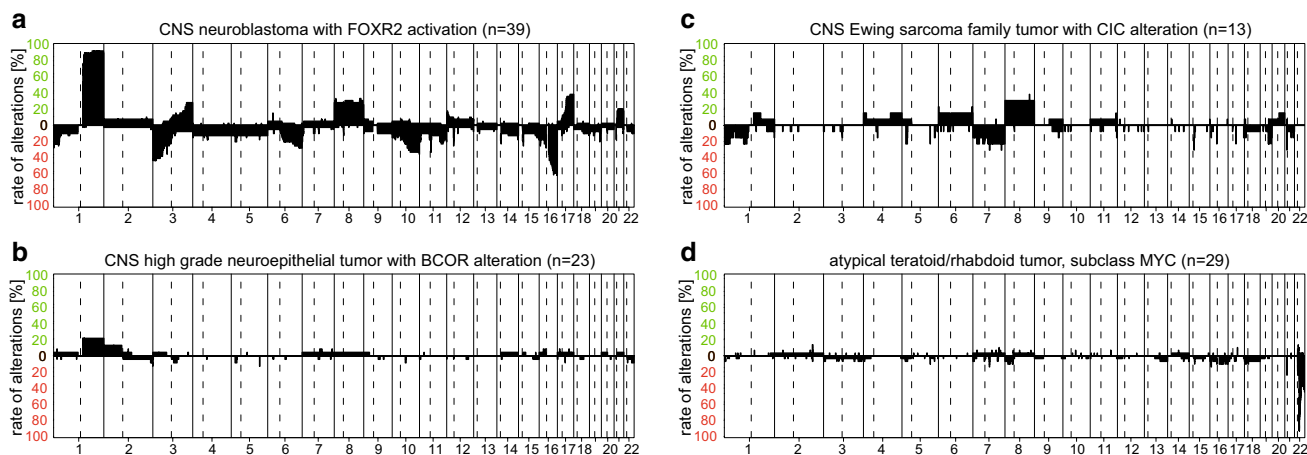 a
CNS neuroblastoma with FOXR2 activation (n=39)
rate of alterations [%]
100
80
60
40
20
0
20
40
60
80
100
1 2 3 4 5 6 7 8 9 10 11 12 13 14 15 16 17 18 20 22
b
CNS high grade neuroepithelial tumor with BCOR alteration (n=23)
rate of alterations [%]
100
80
60
40
20
0
20
40
60
80
100
1 2 3 4 5 6 7 8 9 10 11 12 13 14 15 16 17 18 20 22
c
CNS Ewing sarcoma family tumor with CIC alteration (n=13)
rate of alterations [%]
100
80
60
40
20
0
20
40
60
80
100
1 2 3 4 5 6 7 8 9 10 11 12 13 14 15 16 17 18 20 22
d
atypical teratoid/rhabdoid tumor, subclass MYC (n=29)
rate of alterations [%]
100
80
60
40
20
0
20
40
60
80
100
1 2 3 4 5 6 7 8 9 10 11 12 13 14 15 16 17 18 20 22